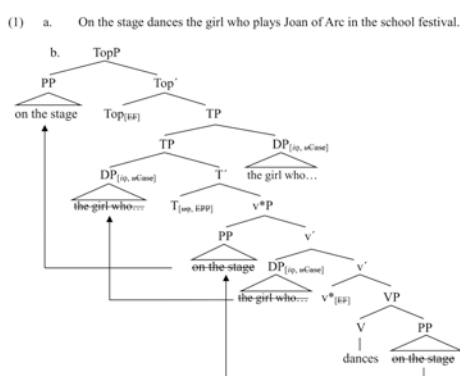 (1) a. On the stage dances the girl who plays Joan of Arc in the school festival.
b. TopP
PP Top´
on the stage Top[EF] TP
TP DP[iφ, uCase]
DP[iφ, uCase] T´ the girl who…
the girl who… T[uφ, EPP] v*P
PP v´
on the stage DP[iφ, uCase] v´
the girl who… v*[EF] VP
V PP
dances on the stage